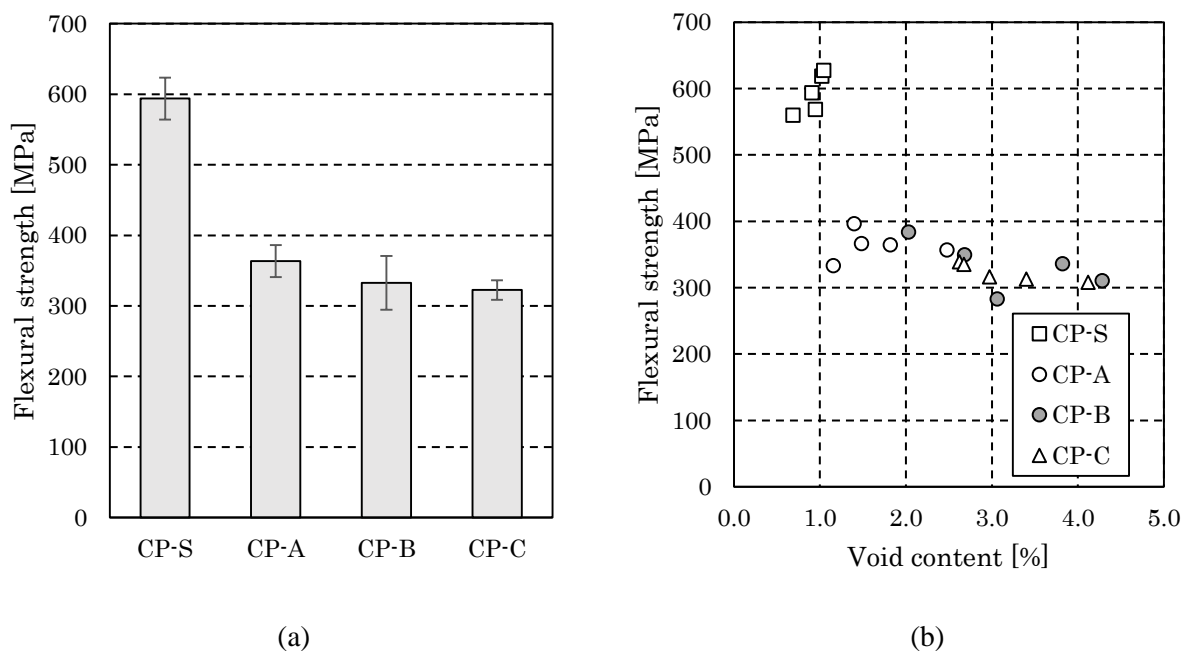 700
600
500
400
300
200
100
0
Flexural strength [MPa]
CP-S CP-A CP-B CP-C
(a)
700
600
500
400
300
200
100
0
Flexural strength [MPa]
0.0 1.0 2.0 3.0 4.0 5.0
Void content [%]
CP-S
CP-A
CP-B
CP-C
(b)